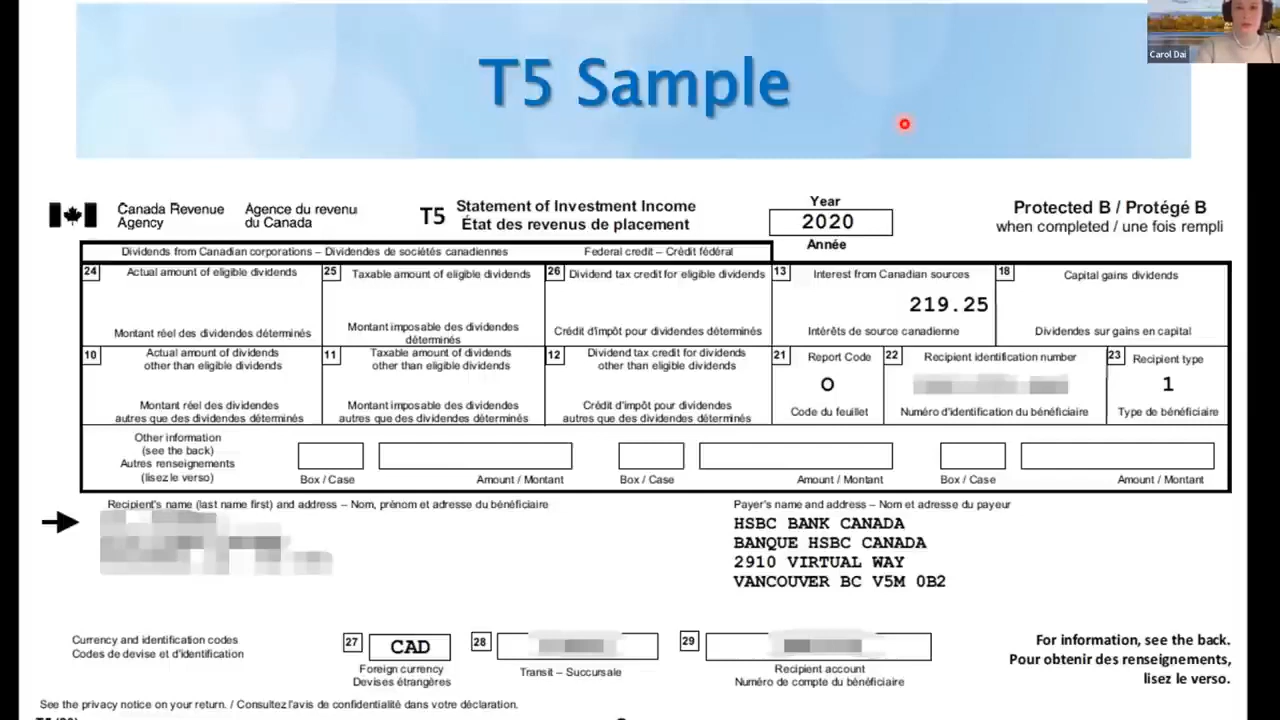 Carol Dai
T5 Sample
Canada Revenue Agency
Agence du revenu du Canada
T5
Statement of Investment Income
État des revenus de placement
Year
2020
Année
Protected B / Protégé B
when completed / une fois rempli
Dividends from Canadian corporations – Dividendes de sociétés canadiennes
Federal credit – Crédit fédéral
24 Actual amount of eligible dividends
Montant réel des dividendes déterminés
25 Taxable amount of eligible dividends
Montant imposable des dividendes
déterminés
26 Dividend tax credit for eligible dividends
Crédit d'impôt pour dividendes déterminés
13 Interest from Canadian sources
219.25
Intérêts de source canadienne
18 Capital gains dividends
Dividendes sur gains en capital
10 Actual amount of dividends
other than eligible dividends
Montant réel des dividendes
autres que des dividendes déterminés
11 Taxable amount of dividends
other than eligible dividends
Montant imposable des dividendes
autres que des dividendes déterminés
12 Dividend tax credit for dividends
other than eligible dividends
Crédit d'impôt pour dividendes
autres que des dividendes déterminés
21 Report Code
O
Code du feuillet
22 Recipient identification number
Numéro d'identification du bénéficiaire
23 Recipient type
1
Type de bénéficiaire
Other information
(see the back)
Autres renseignements
(lisez le verso)
Box / Case
Amount / Montant
Box / Case
Amount / Montant
Box / Case
Amount / Montant
Recipient's name (last name first) and address – Nom, prénom et adresse du bénéficiaire
Payer's name and address – Nom et adresse du payeur
HSBC BANK CANADA
BANQUE HSBC CANADA
2910 VIRTUAL WAY
VANCOUVER BC V5M 0B2
Currency and identification codes
Codes de devise et d'identification
27 CAD
Foreign currency
Devises étrangères
28
Transit – Succursale
29
Recipient account
Numéro de compte du bénéficiaire
For information, see the back.
Pour obtenir des renseignements,
lisez le verso.
See the privacy notice on your return. / Consultez l'avis de confidentialité dans votre déclaration.